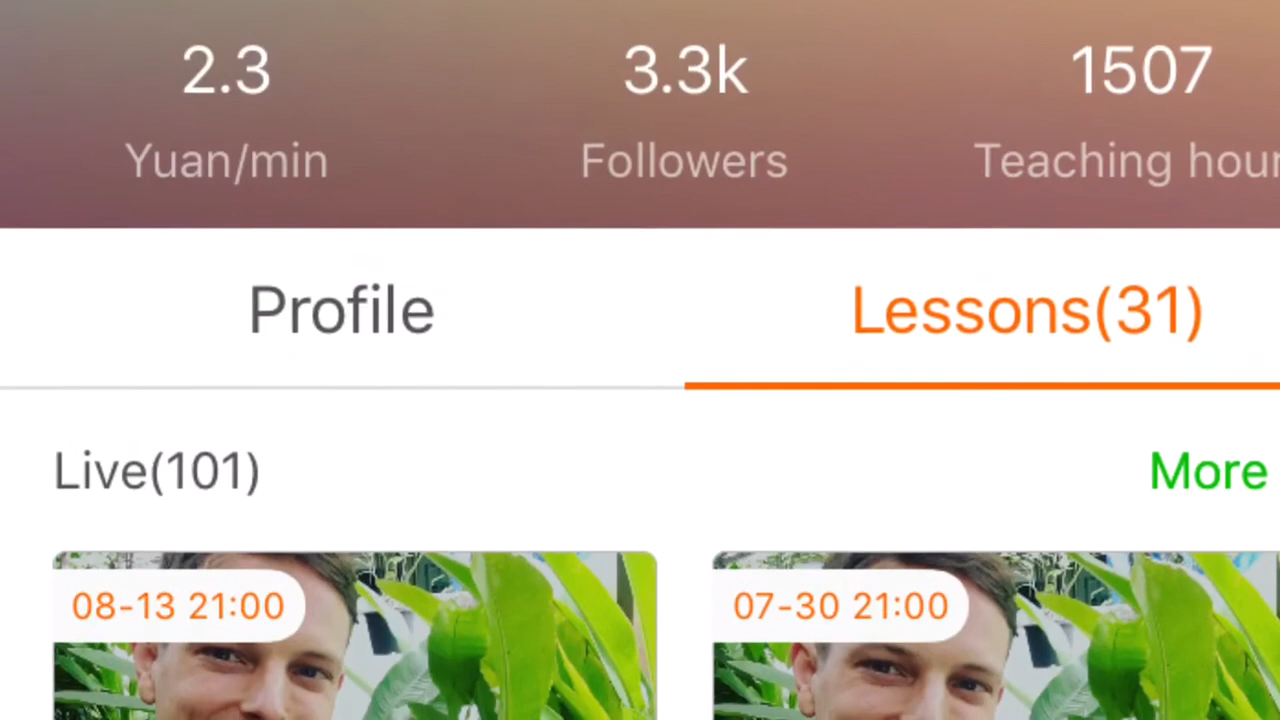 2.3 3.3k 1507
Yuan/min Followers Teaching
Profile Lessons(31)
Live(101) More
08-13 21:00 07-30 21:00